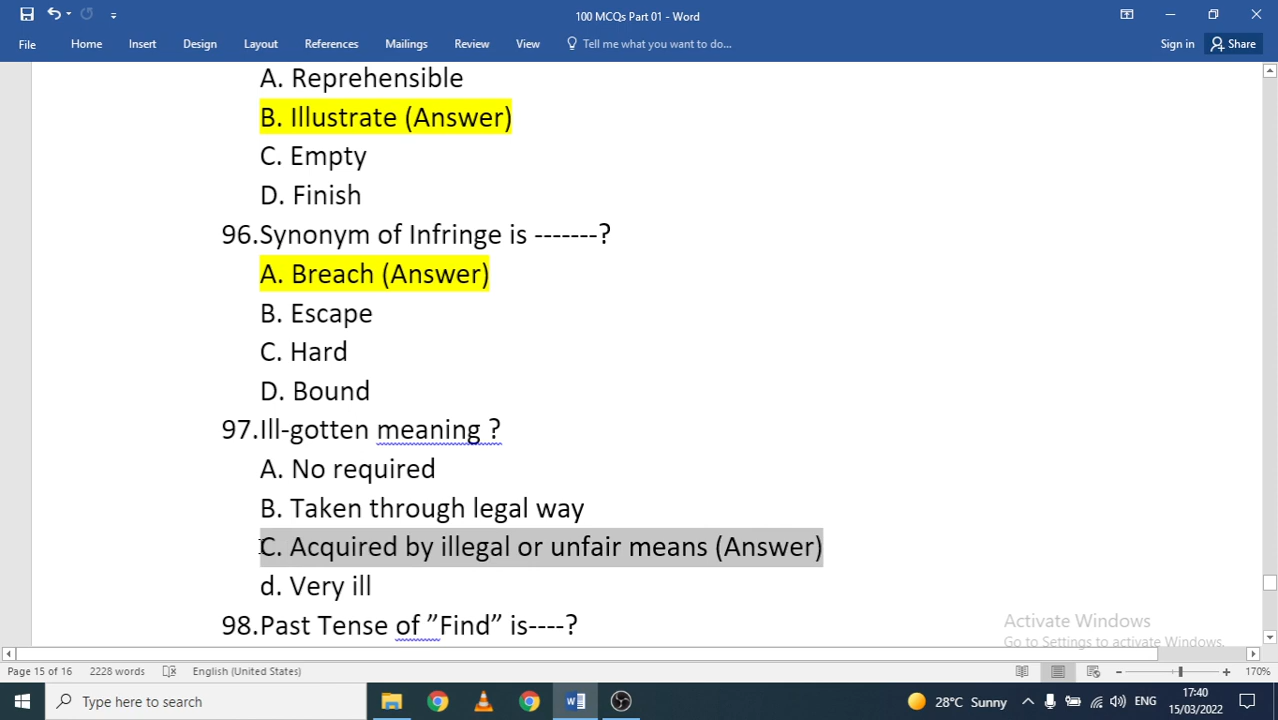 100 MCQs Part 01 - Word
File Home Insert Design Layout References Mailings Review View Tell me what you want to do... Sign in Share
A. Reprehensible
B. Illustrate (Answer)
C. Empty
D. Finish
96.Synonym of Infringe is -------?
A. Breach (Answer)
B. Escape
C. Hard
D. Bound
97.Ill-gotten meaning ?
A. No required
B. Taken through legal way
C. Acquired by illegal or unfair means (Answer)
d. Very ill
98.Past Tense of ”Find” is----?
Activate Windows
Go to Settings to activate Windows.
Page 15 of 16 2228 words English (United States) 170%
Type here to search 28°C Sunny ENG 17:40
15/03/2022